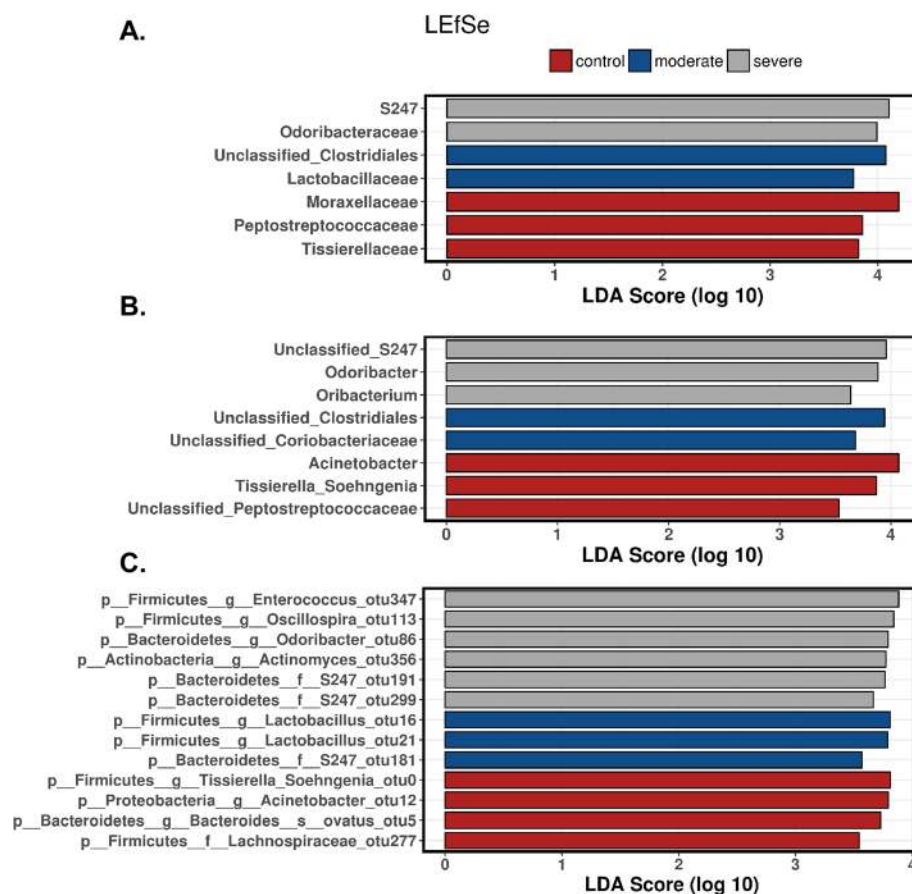 A.
LEfSe
control moderate severe
S247
Odoribacteraceae
Unclassified_Clostridiales
Lactobacillaceae
Moraxellaceae
Peptostreptococcaceae
Tissierellaceae
0 1 2 3 4
LDA Score (log 10)
B.
Unclassified_S247
Odoribacter
Oribacterium
Unclassified_Clostridiales
Unclassified_Coriobacteriaceae
Acinetobacter
Tissierella_Soehngenia
Unclassified_Peptostreptococcaceae
0 1 2 3 4
LDA Score (log 10)
C.
p__Firmicutes__g__Enterococcus_otu347
p__Firmicutes__g__Oscillospira_otu113
p__Bacteroidetes__g__Odoribacter_otu86
p__Actinobacteria__g__Actinomyces_otu356
p__Bacteroidetes__f__S247_otu191
p__Bacteroidetes__f__S247_otu299
p__Firmicutes__g__Lactobacillus_otu16
p__Firmicutes__g__Lactobacillus_otu21
p__Bacteroidetes__f__S247_otu181
p__Firmicutes__g__Tissierella_Soehngenia_otu0
p__Proteobacteria__g__Acinetobacter_otu12
p__Bacteroidetes__g__Bacteroides__s__ovatus_otu5
p__Firmicutes__f__Lachnospiraceae_otu277
0 1 2 3 4
LDA Score (log 10)